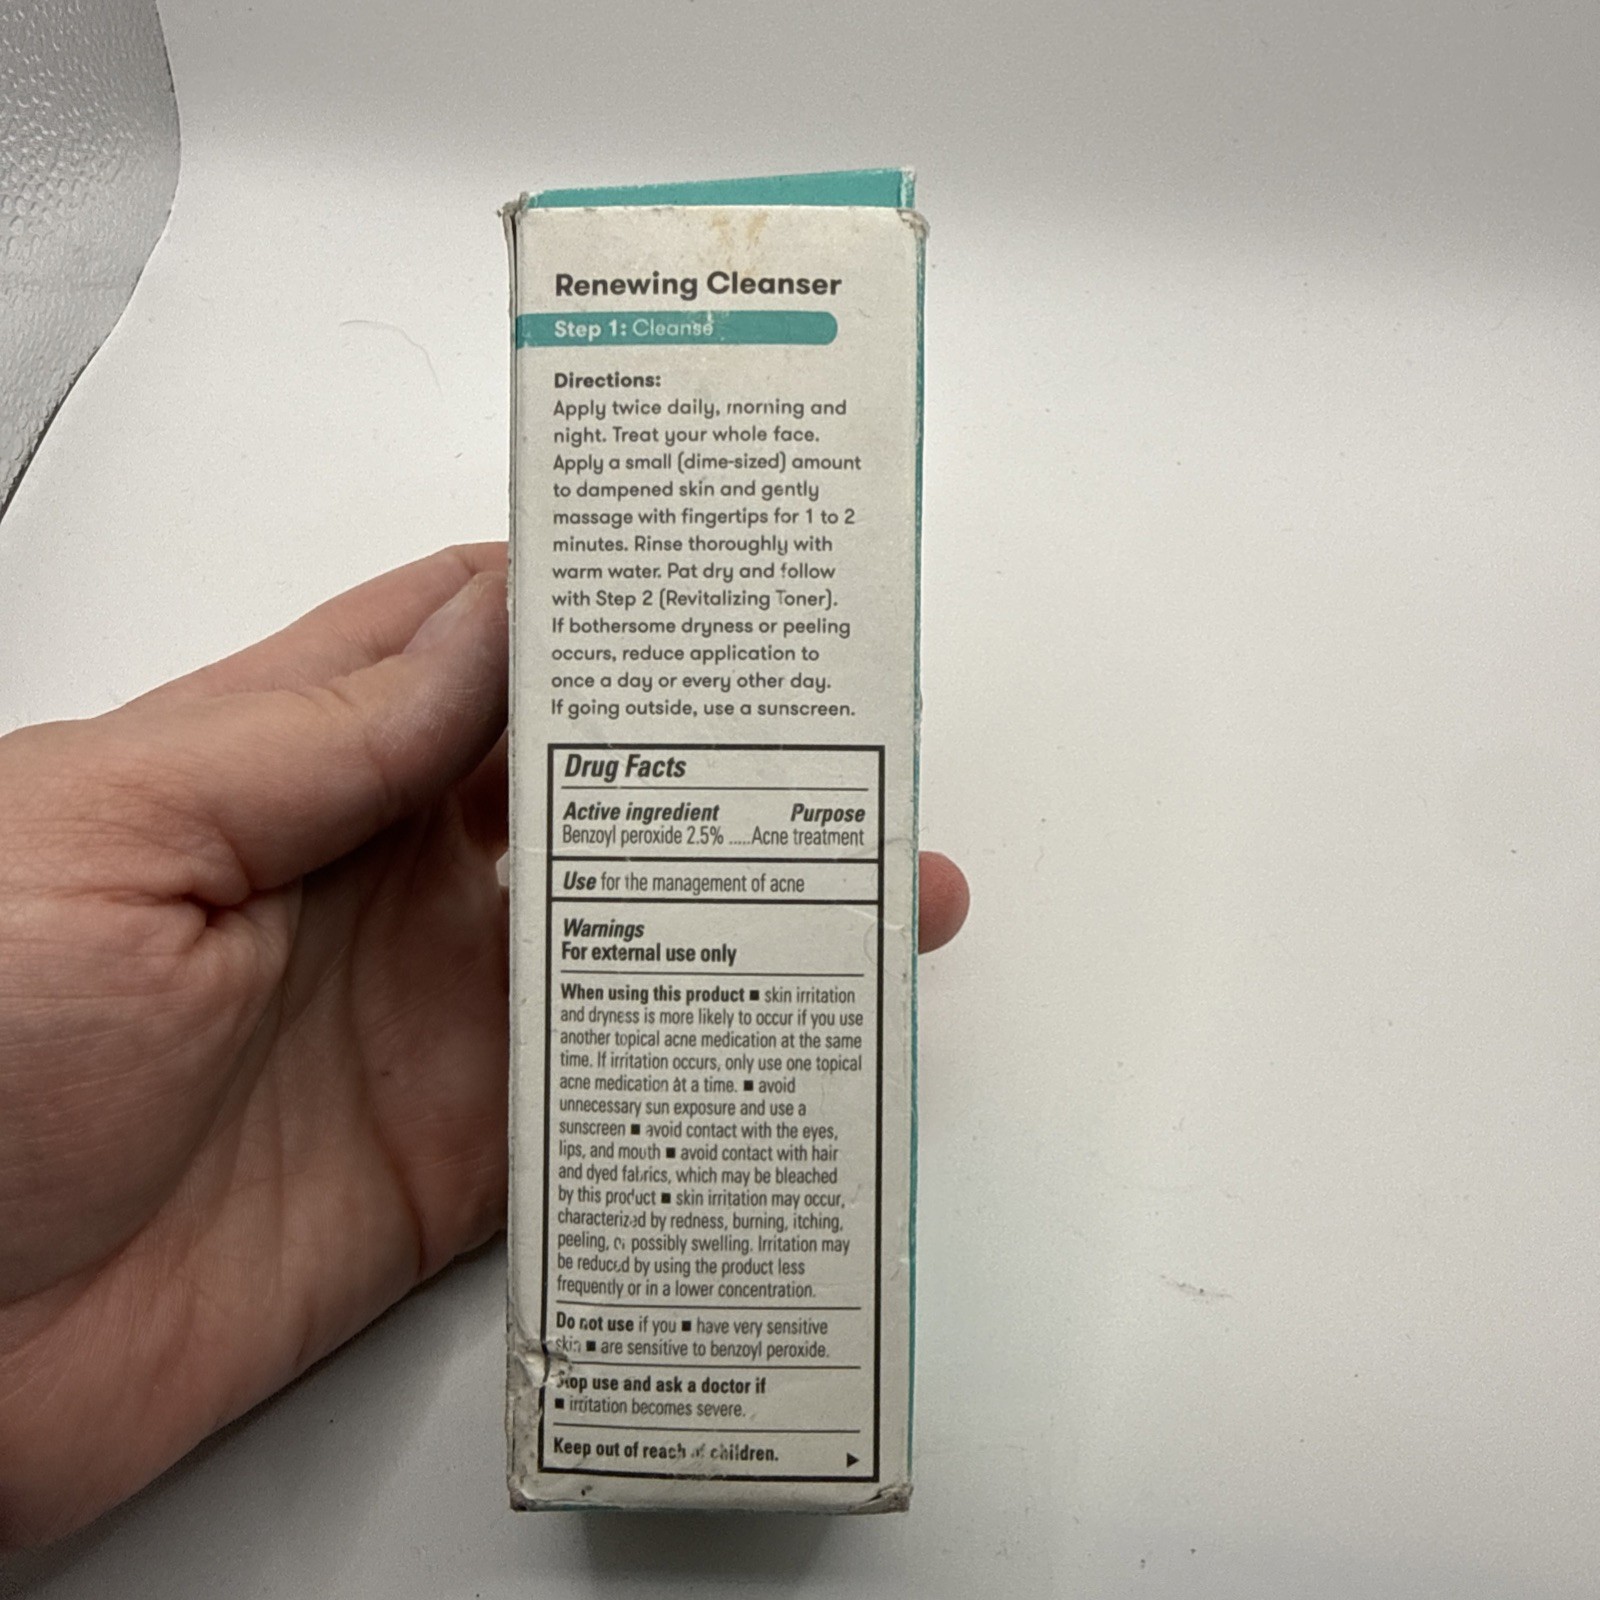 Renewing Cleanser
Step 1: Cleanse
Directions:
Apply twice daily, morning and
night. Treat your whole face.
Apply a small (dime-sized) amount
to dampened skin and gently
massage with fingertips for 1 to 2
minutes. Rinse thoroughly with
warm water. Pat dry and follow
with Step 2 (Revitalizing Toner).
If bothersome dryness or peeling
occurs, reduce application to
once a day or every other day.
If going outside, use a sunscreen.
Drug Facts
Active ingredient Purpose
Benzoyl peroxide 2.5% .....Acne treatment
Use for the management of acne
Warnings
For external use only
When using this product ■ skin irritation
and dryness is more likely to occur if you use
another topical acne medication at the same
time. If irritation occurs, only use one topical
acne medication at a time. ■ avoid
unnecessary sun exposure and use a
sunscreen ■ avoid contact with the eyes,
lips, and mouth ■ avoid contact with hair
and dyed fabrics, which may be bleached
by this product ■ skin irritation may occur,
characterized by redness, burning, itching,
peeling, or possibly swelling. Irritation may
be reduced by using the product less
frequently or in a lower concentration.
Do not use if you ■ have very sensitive
skin ■ are sensitive to benzoyl peroxide.
Stop use and ask a doctor if
■ irritation becomes severe.
Keep out of reach of children. ▶